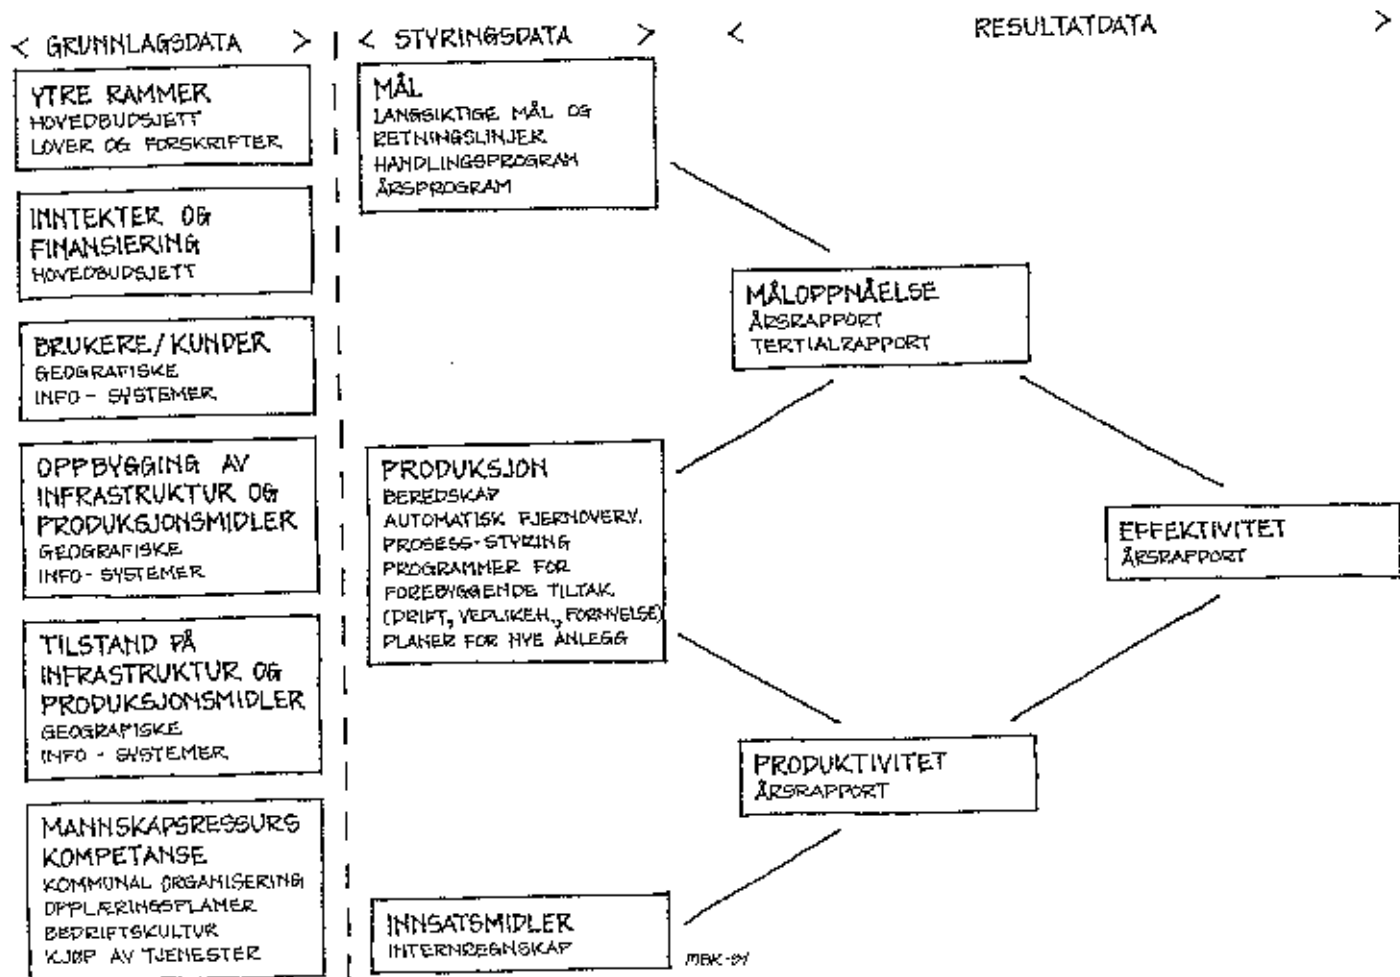 < GRUNNLAGSDATA >
YTRE RAMMER
HOVEDBUDSJETT
LOVER OG FORSKRIFTER
INNTEKTER OG
FINANSIERING
HOVEDBUDSJETT
BRUKERE/KUNDER
GEOGRAFISKE
INFO - SYSTEMER
OPPBYGGING AV
INFRASTRUKTUR OG
PRODUKSJONSMIDLER
GEOGRAFISKE
INFO - SYSTEMER
TILSTAND PÅ
INFRASTRUKTUR OG
PRODUKSJONSMIDLER
GEOGRAFISKE
INFO - SYSTEMER
MANNSKAPSRESSURS
KOMPETANSE
KOMMUNAL ORGANISERING
OPPLÆRINGSPLANER
BEDRIFTSKULTUR
KJØP AV TJENESTER
< STYRINGSDATA >
MÅL
LANGSIKTIGE MÅL OG
RETNINGSLINJER
HANDLINGSPROGRAM
ÅRSPROGRAM
PRODUKSJON
BEREDSKAP
AUTOMATISK FJERNOVERV.
PROSESS-STYRING
PROGRAMMER FOR
FOREBYGGENDE TILTAK
(DRIFT, VEDLIKEH., FORNYELSE)
PLANER FOR NYE ANLEGG
INNSATSMIDLER
INTERNREGNSKAP
< RESULTATDATA >
MÅLOPPNÅELSE
ÅRSRAPPORT
TERTIALRAPPORT
EFFEKTIVITET
ÅRSRAPPORT
PRODUKTIVITET
ÅRSRAPPORT